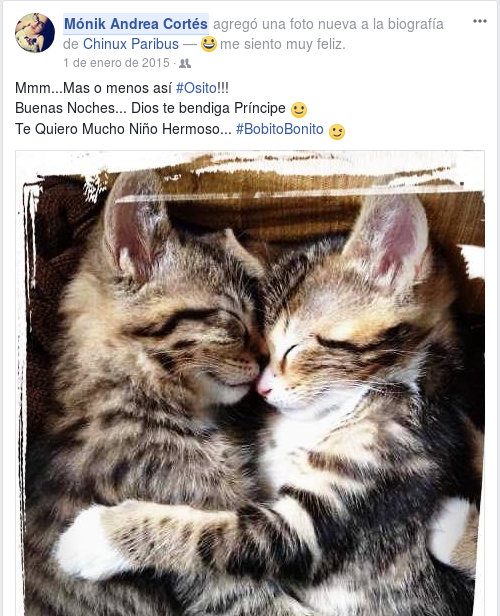 Mónik Andrea Cortés agregó una foto nueva a la biografía
de Chinux Paribus — 😀 me siento muy feliz.
1 de enero de 2015 ·
Mmm...Mas o menos así #Osito!!!
Buenas Noches... Dios te bendiga Príncipe 🙂
Te Quiero Mucho Niño Hermoso... #BobitoBonito 😉